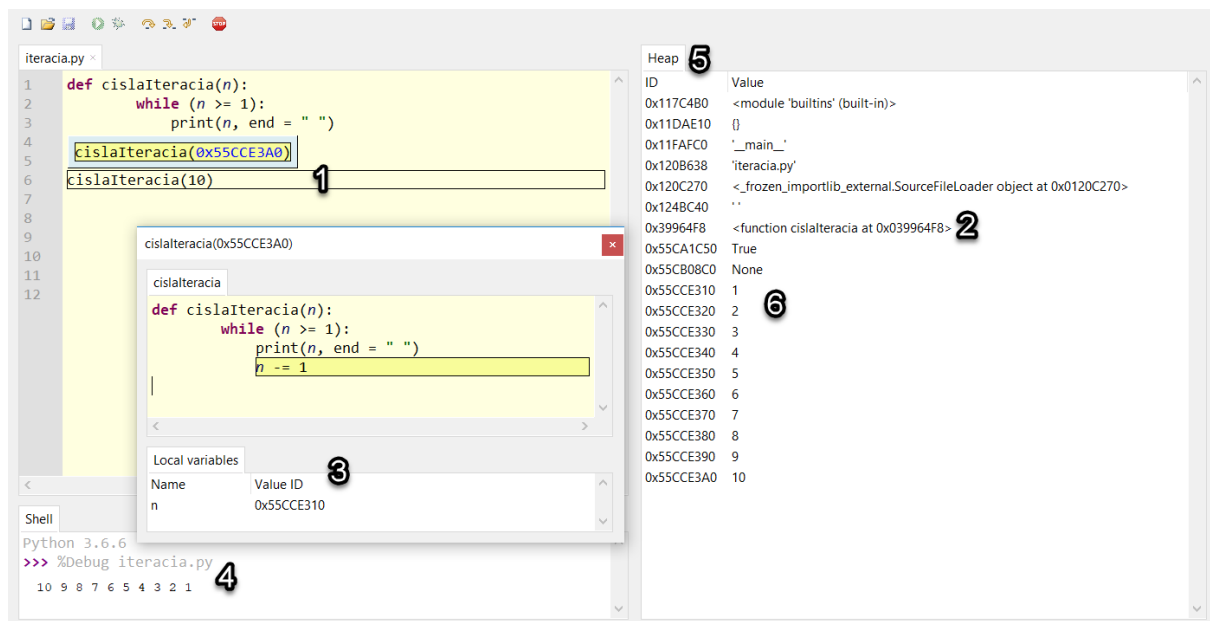 STOP
iteracia.py ×
1 def cislaIteracia(n):
2 while (n >= 1):
3 print(n, end = " ")
4
5
cislaIteracia(0x55CCE3A0)
6 cislaIteracia(10)
7
8
9
10
11
12
1
cislaIteracia(0x55CCE3A0) ×
cislaIteracia
def cislaIteracia(n):
while (n >= 1):
print(n, end = " ")
n -= 1
Local variables
3
Name Value ID
n 0x55CCE310
Shell
Python 3.6.6
>>> %Debug iteracia.py
4
10 9 8 7 6 5 4 3 2 1
Heap 5
ID Value
0x117C4B0 <module 'builtins' (built-in)>
0x11DAE10 {}
0x11FAFC0 '__main__'
0x120B638 'iteracia.py'
0x120C270 <_frozen_importlib_external.SourceFileLoader object at 0x0120C270>
0x124BC40 ' '
0x39964F8 <function cislaIteracia at 0x039964F8> 2
0x55CA1C50 True
0x55CB08C0 None
0x55CCE310 1
6
0x55CCE320 2
0x55CCE330 3
0x55CCE340 4
0x55CCE350 5
0x55CCE360 6
0x55CCE370 7
0x55CCE380 8
0x55CCE390 9
0x55CCE3A0 10